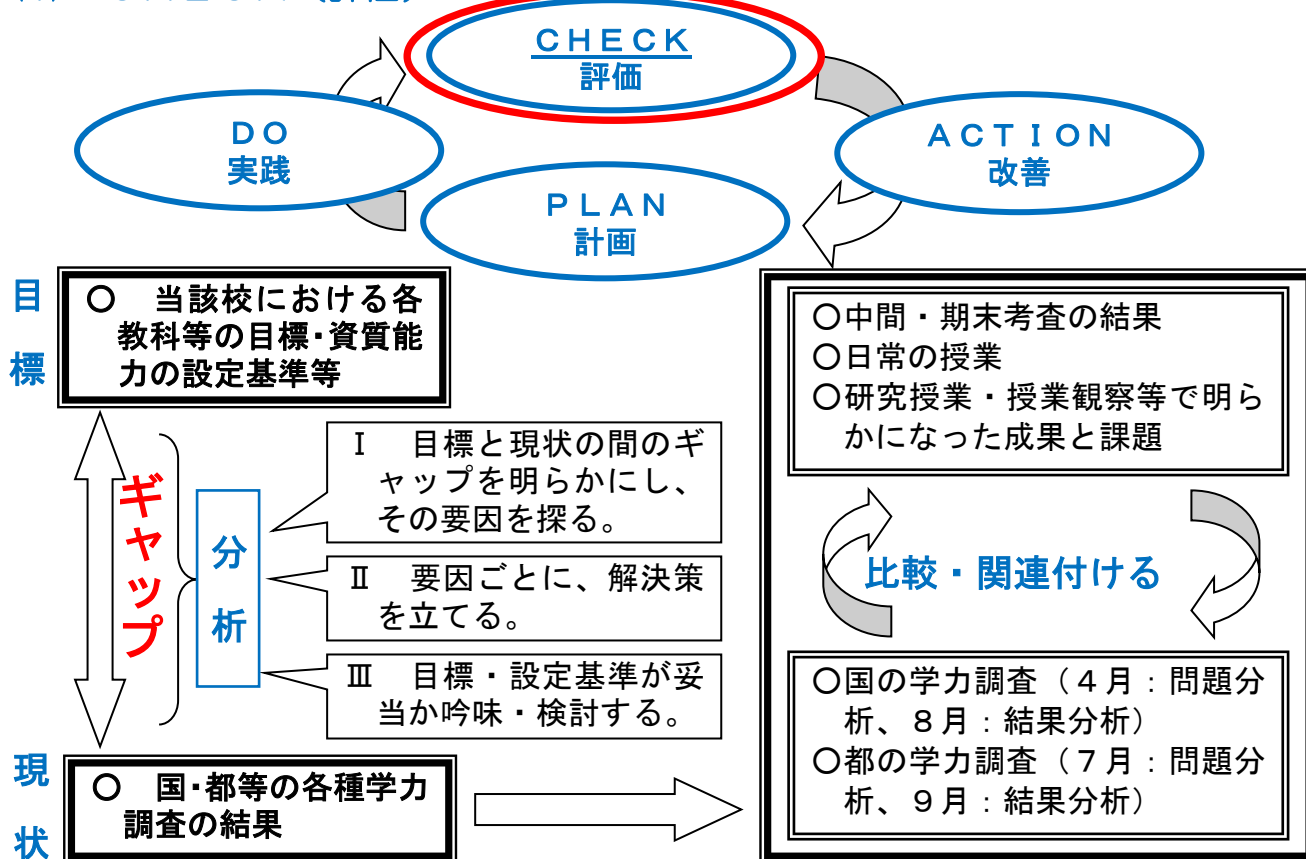 ＣＨＥＣＫ
評価
ＤＯ
実践
ＡＣＴＩＯＮ
改善
ＰＬＡＮ
計画
目標
○　当該校における各
教科等の目標・資質能
力の設定基準等
ギャップ
分析
Ⅰ　目標と現状の間のギ
ャップを明らかにし、
その要因を探る。
Ⅱ　要因ごとに、解決策
を立てる。
Ⅲ　目標・設定基準が妥
当か吟味・検討する。
現状
○　国・都等の各種学力
調査の結果
○中間・期末考査の結果
○日常の授業
○研究授業・授業観察等で明ら
かになった成果と課題
比較・関連付ける
○国の学力調査（４月：問題分
析、８月：結果分析）
○都の学力調査（７月：問題分
析、９月：結果分析）